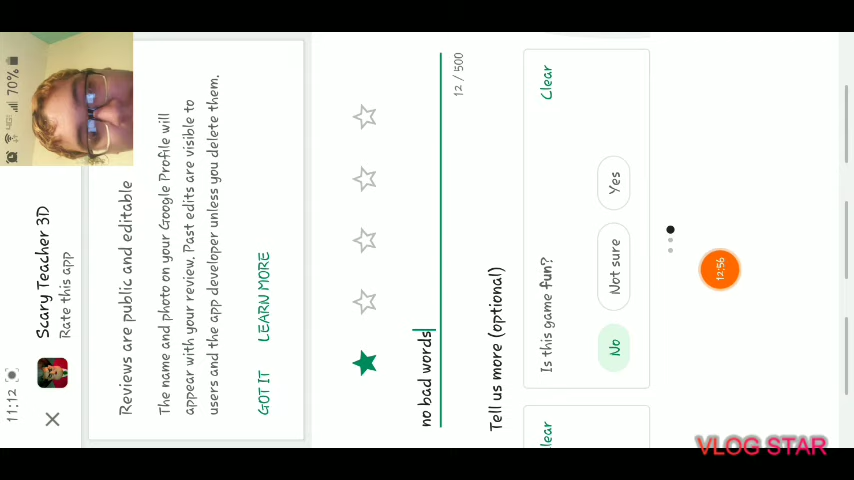 11:12
4G
70%
Scary Teacher 3D
Rate this app
Reviews are public and editable
The name and photo on your Google Profile will
appear with your review. Past edits are visible to
users and the app developer unless you delete them.
GOT IT LEARN MORE
no bad words
12 / 500
Tell us more (optional)
Clear
Is this game fun?
No Not sure Yes
lear
12:56
VLOG STAR